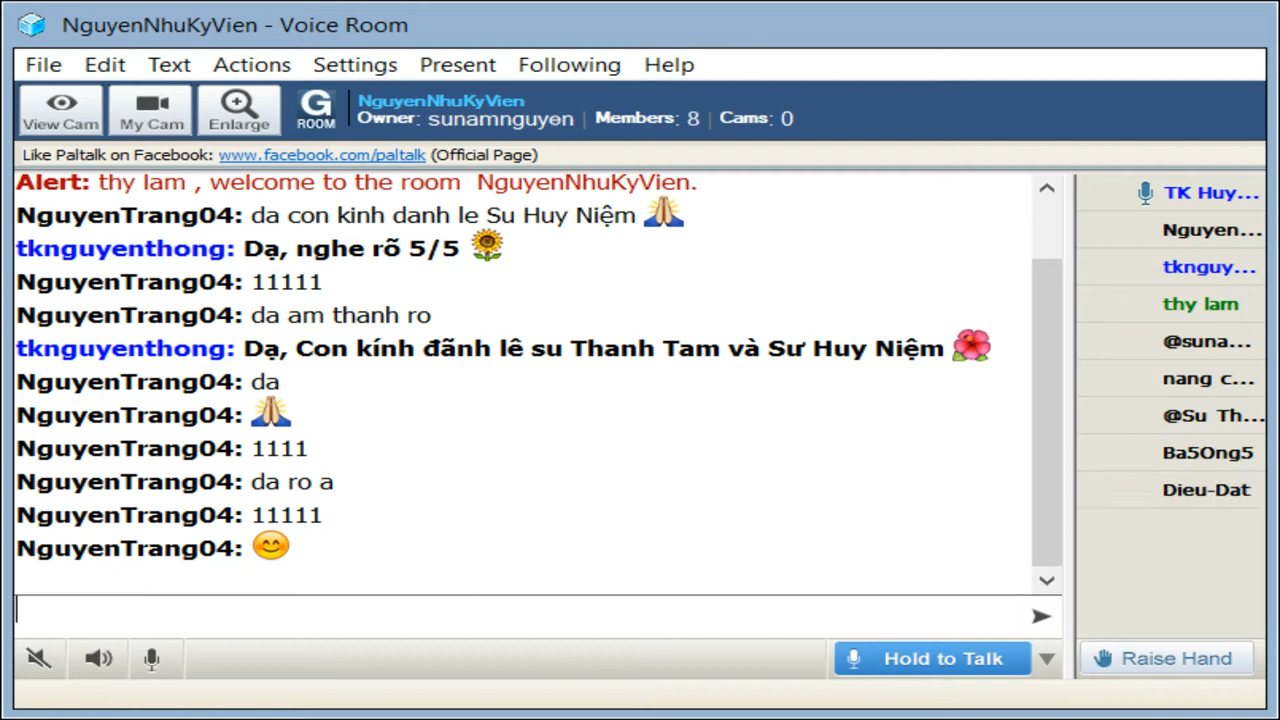 NguyenNhuKyVien - Voice Room
File Edit Text Actions Settings Present Following Help
View Cam My Cam Enlarge G ROOM
NguyenNhuKyVien
Owner: sunamnguyen | Members: 8 | Cams: 0
Like Paltalk on Facebook: www.facebook.com/paltalk (Official Page)
Alert: thy lam , welcome to the room NguyenNhuKyVien.
NguyenTrang04: da con kinh danh le Su Huy Niệm
tknguyenthong: Dạ, nghe rõ 5/5
NguyenTrang04: 11111
NguyenTrang04: da am thanh ro
tknguyenthong: Dạ, Con kính đãnh lê su Thanh Tam và Sư Huy Niệm
NguyenTrang04: da
NguyenTrang04:
NguyenTrang04: 1111
NguyenTrang04: da ro a
NguyenTrang04: 11111
NguyenTrang04:
TK Huy...
Nguyen...
tknguy...
thy lam
@suna...
nang c...
@Su Th...
Ba5Ong5
Dieu-Dat
Hold to Talk
Raise Hand